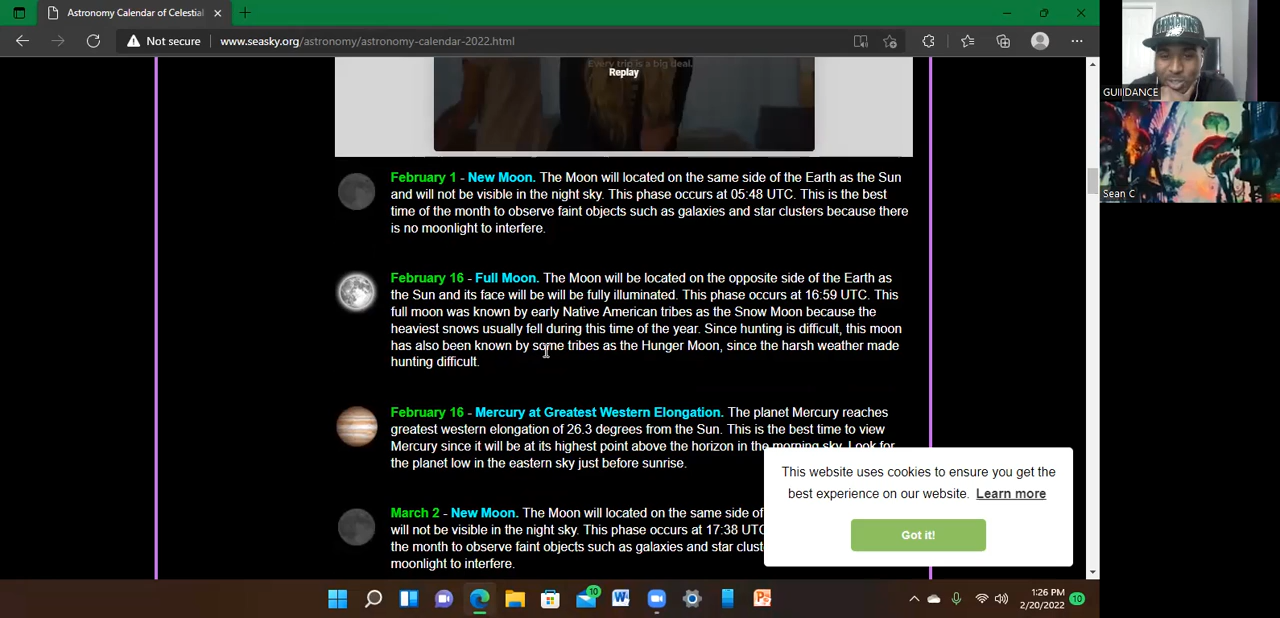 Astronomy Calendar of Celestial
Not secure
www.seasky.org/astronomy/astronomy-calendar-2022.html
GUIIDANCE
Sean C
Every trip is a big deal.
Replay
February 1 - New Moon. The Moon will located on the same side of the Earth as the Sun
and will not be visible in the night sky. This phase occurs at 05:48 UTC. This is the best
time of the month to observe faint objects such as galaxies and star clusters because there
is no moonlight to interfere.
February 16 - Full Moon. The Moon will be located on the opposite side of the Earth as
the Sun and its face will be will be fully illuminated. This phase occurs at 16:59 UTC. This
full moon was known by early Native American tribes as the Snow Moon because the
heaviest snows usually fell during this time of the year. Since hunting is difficult, this moon
has also been known by some tribes as the Hunger Moon, since the harsh weather made
hunting difficult.
February 16 - Mercury at Greatest Western Elongation. The planet Mercury reaches
greatest western elongation of 26.3 degrees from the Sun. This is the best time to view
Mercury since it will be at its highest point above the horizon in the morning sky. Look for
the planet low in the eastern sky just before sunrise.
March 2 - New Moon. The Moon will located on the same side of
will not be visible in the night sky. This phase occurs at 17:38 UTC
the month to observe faint objects such as galaxies and star clust
moonlight to interfere.
This website uses cookies to ensure you get the
best experience on our website. Learn more
Got it!
10
1:26 PM
2/20/2022
10